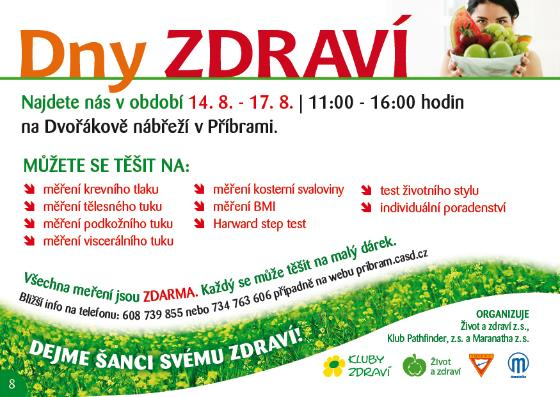 Dny ZDRAVÍ
Najdete nás v období 14. 8. - 17. 8. | 11:00 - 16:00 hodin
na Dvořákově nábřeží v Příbrami.
MŮŽETE SE TĚŠIT NA:
měření krevního tlaku
měření tělesného tuku
měření podkožního tuku
měření viscerálního tuku
měření kosterní svaloviny
měření BMI
Harward step test
test životního stylu
individuální poradenství
Všechna meření jsou ZDARMA. Každý se může těšit na malý dárek.
Bližší info na telefonu: 608 739 855 nebo 734 763 606 případně na webu pribram.casd.cz
DEJME ŠANCI SVÉMU ZDRAVÍ!
ORGANIZUJE
Život a zdraví z.s.,
Klub Pathfinder, z.s. a Maranatha z. s.
KLUBY
ZDRAVÍ
Život
a zdraví
8